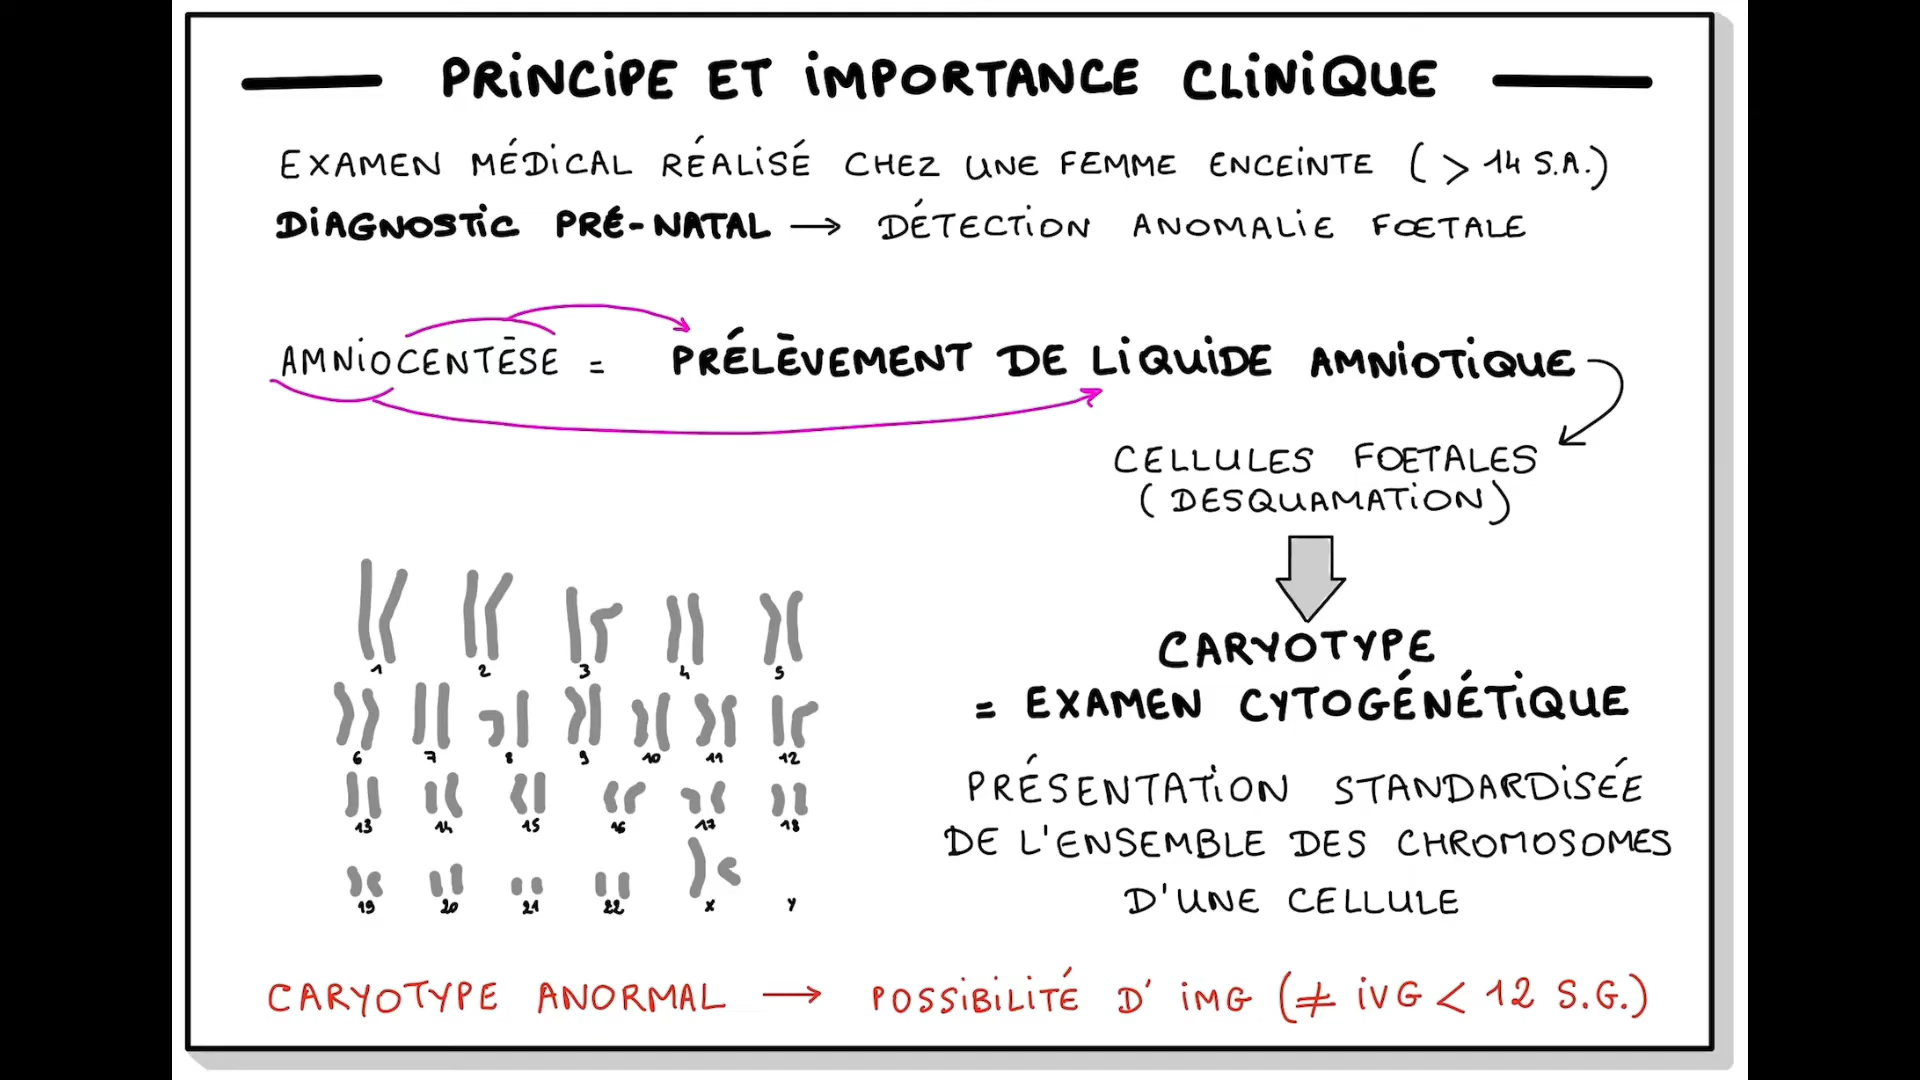 PRINCIPE ET IMPORTANCE CLINIQUE
EXAMEN MÉDICAL RÉALISÉ CHEZ UNE FEMME ENCEINTE ( > 14 S.A.)
DIAGNOSTIC PRÉ-NATAL → DÉTECTION ANOMALIE FŒTALE
AMNIOCENTÈSE = PRÉLÈVEMENT DE LIQUIDE AMNIOTIQUE
CELLULES FOETALES
( DESQUAMATION )
CARYOTYPE
= EXAMEN CYTOGÉNÉTIQUE
PRÉSENTATION STANDARDISÉE
DE L'ENSEMBLE DES CHROMOSOMES
D'UNE CELLULE
1 2 3 4 5
6 7 8 9 10 11 12
13 14 15 16 17 18
19 20 21 22 X Y
CARYOTYPE ANORMAL → POSSIBILITÉ D' IMG ( ≠ IVG < 12 S.G.)